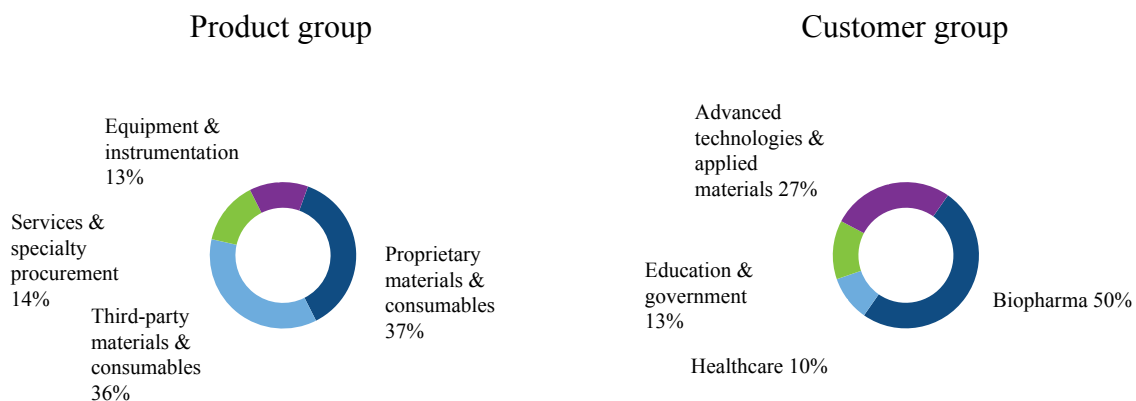 Product group
Equipment &
instrumentation
13%
Services &
specialty
procurement
14%
Third-party
materials &
consumables
36%
Proprietary
materials &
consumables
37%
Customer group
Advanced
technologies &
applied
materials 27%
Education &
government
13%
Healthcare 10%
Biopharma 50%